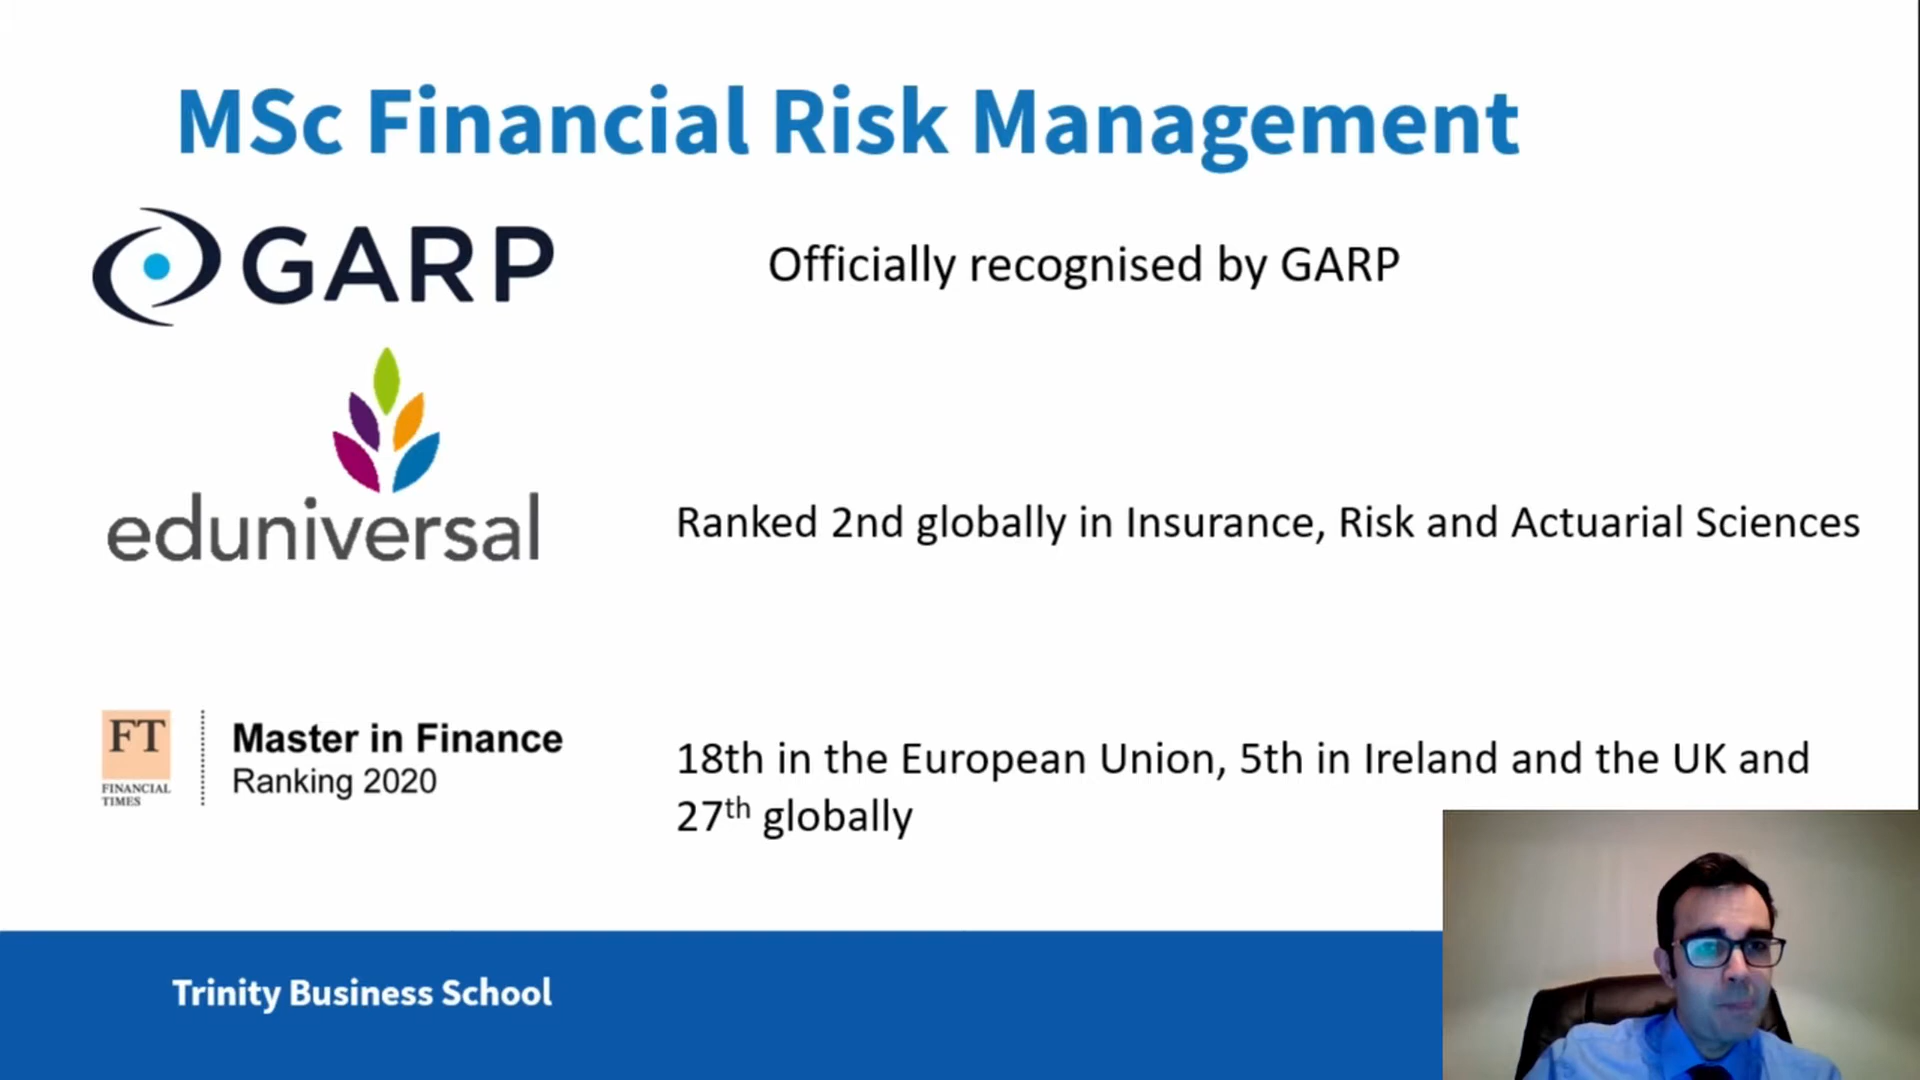 MSc Financial Risk Management
GARP
Officially recognised by GARP
eduniversal
Ranked 2nd globally in Insurance, Risk and Actuarial Sciences
FT
FINANCIAL
TIMES
Master in Finance
Ranking 2020
18th in the European Union, 5th in Ireland and the UK and
27th globally
Trinity Business School